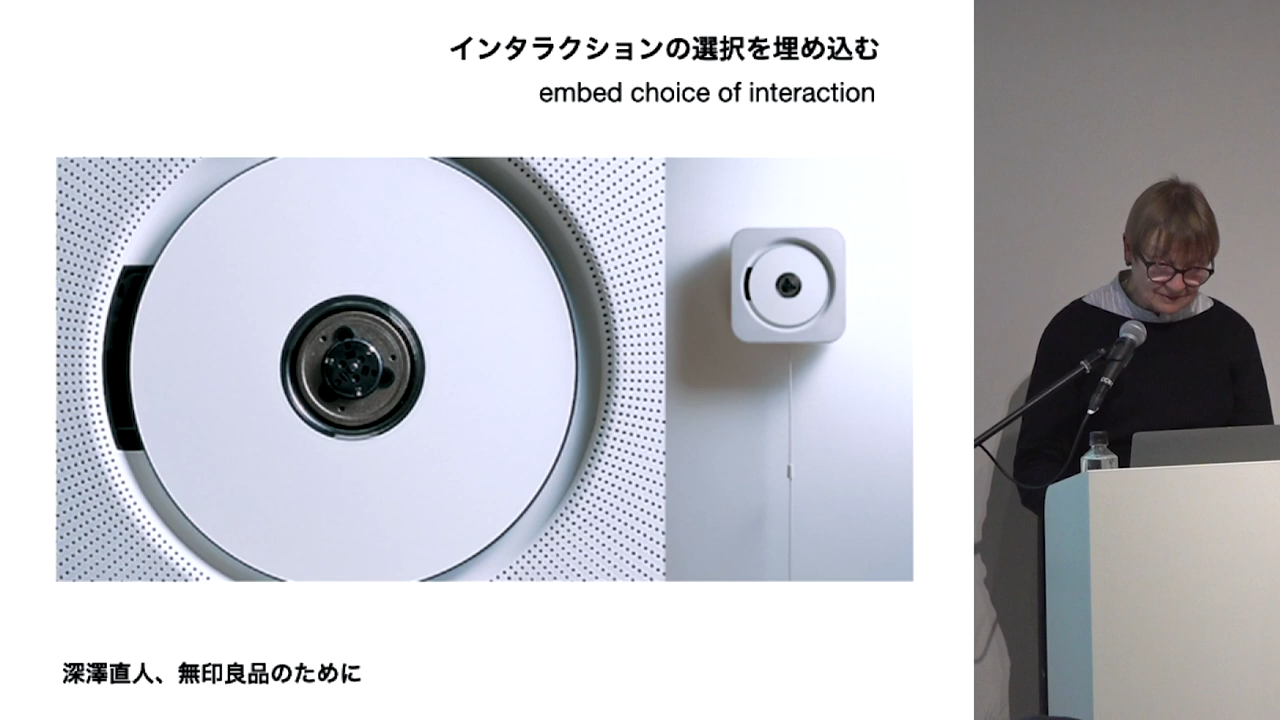 インタラクションの選択を埋め込む
embed choice of interaction
深澤直人、無印良品のために